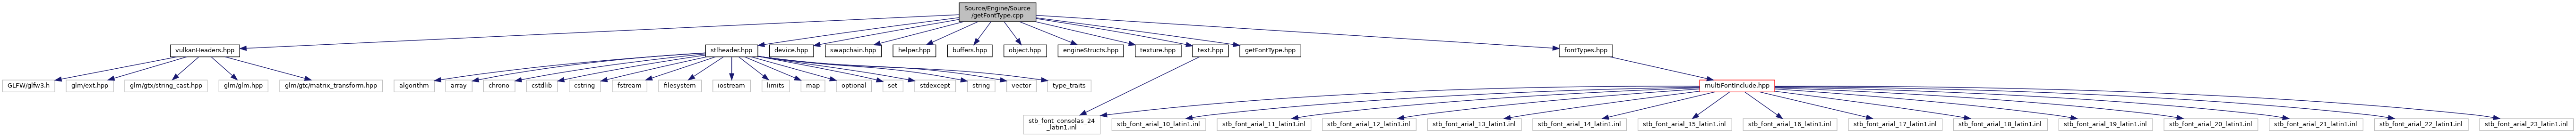 Source/Engine/Source
/getFontType.cpp
vulkanHeaders.hpp
stlheader.hpp
device.hpp
swapchain.hpp
helper.hpp
buffers.hpp
object.hpp
engineStructs.hpp
texture.hpp
text.hpp
getFontType.hpp
fontTypes.hpp
GLFW/glfw3.h
glm/ext.hpp
glm/gtx/string_cast.hpp
glm/glm.hpp
glm/gtc/matrix_transform.hpp
algorithm
array
chrono
cstdlib
cstring
fstream
filesystem
iostream
limits
map
optional
set
stdexcept
string
vector
type_traits
multiFontInclude.hpp
stb_font_consolas_24
_latin1.inl
stb_font_arial_10_latin1.inl
stb_font_arial_11_latin1.inl
stb_font_arial_12_latin1.inl
stb_font_arial_13_latin1.inl
stb_font_arial_14_latin1.inl
stb_font_arial_15_latin1.inl
stb_font_arial_16_latin1.inl
stb_font_arial_17_latin1.inl
stb_font_arial_18_latin1.inl
stb_font_arial_19_latin1.inl
stb_font_arial_20_latin1.inl
stb_font_arial_21_latin1.inl
stb_font_arial_22_latin1.inl
stb_font_arial_23_latin1.inl